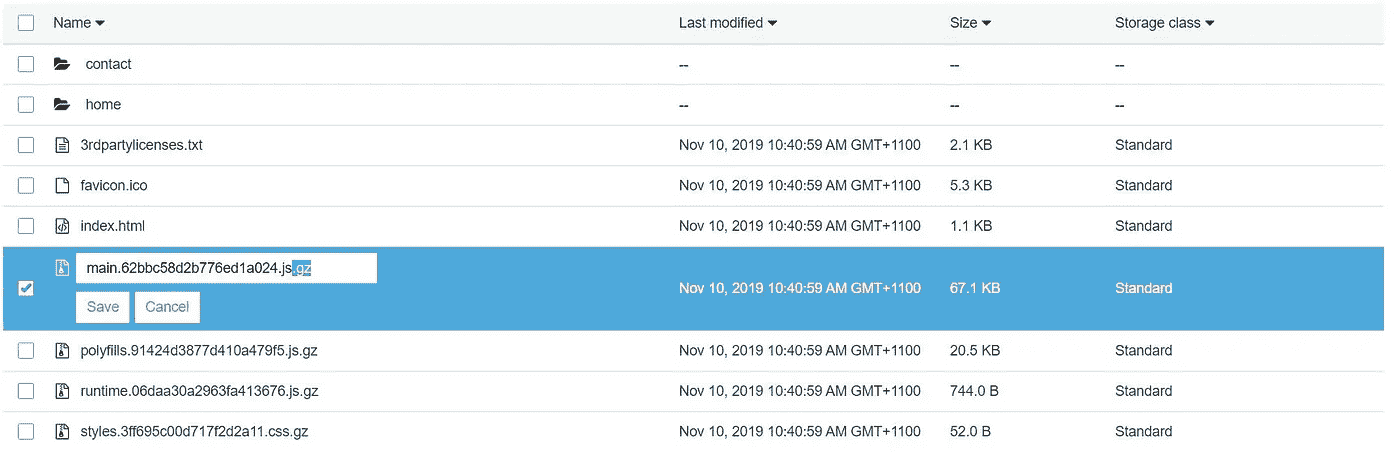 Name Last modified Size Storage class
contact -- -- --
home -- -- --
3rdpartylicenses.txt Nov 10, 2019 10:40:59 AM GMT+1100 2.1 KB Standard
favicon.ico Nov 10, 2019 10:40:59 AM GMT+1100 5.3 KB Standard
index.html Nov 10, 2019 10:40:59 AM GMT+1100 1.1 KB Standard
main.62bbc58d2b776ed1a024.js.gz
Nov 10, 2019 10:40:59 AM GMT+1100 67.1 KB Standard
Save Cancel
polyfills.91424d3877d410a479f5.js.gz Nov 10, 2019 10:40:59 AM GMT+1100 20.5 KB Standard
runtime.06daa30a2963fa413676.js.gz Nov 10, 2019 10:40:59 AM GMT+1100 744.0 B Standard
styles.3ff695c00d717f2d2a11.css.gz Nov 10, 2019 10:40:59 AM GMT+1100 52.0 B Standard